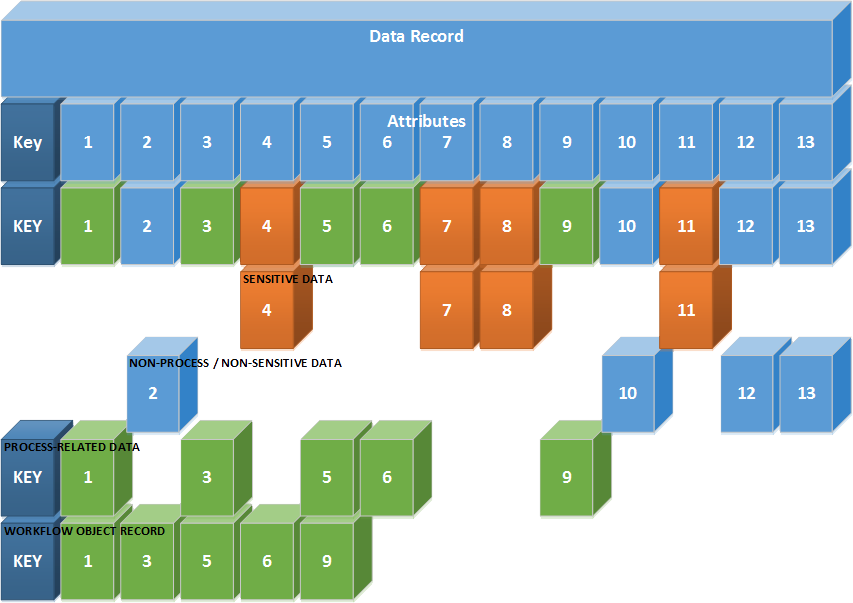 Data Record
Attributes
Key 1 2 3 4 5 6 7 8 9 10 11 12 13
KEY 1 2 3 4 5 6 7 8 9 10 11 12 13
SENSITIVE DATA
4 7 8 11
NON-PROCESS / NON-SENSITIVE DATA
2 10 12 13
PROCESS-RELATED DATA
KEY 1 3 5 6 9
WORKFLOW OBJECT RECORD
KEY 1 3 5 6 9